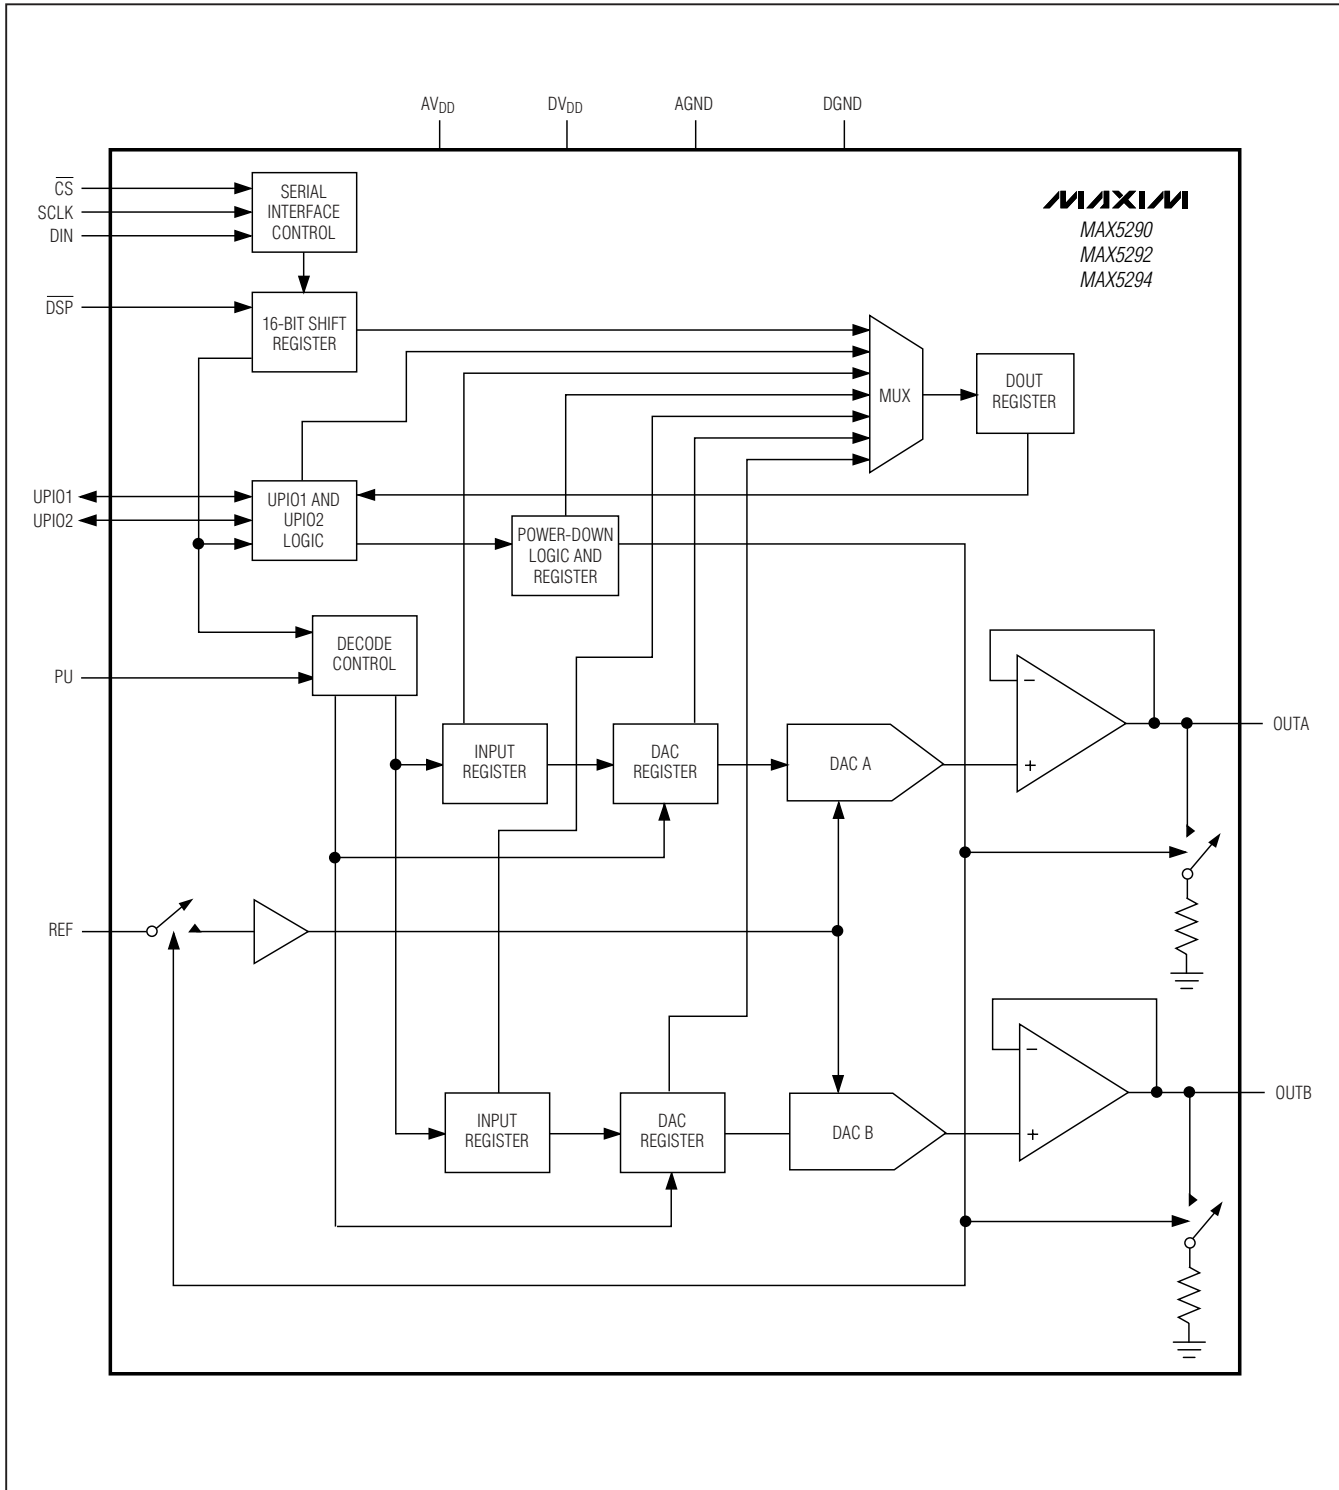 AVDD DVDD AGND DGND
CS
SCLK
DIN
SERIAL
INTERFACE
CONTROL
MAXIM
MAX5290
MAX5292
MAX5294
DSP
16-BIT SHIFT
REGISTER
MUX
DOUT
REGISTER
UPIO1
UPIO2
UPIO1 AND
UPIO2
LOGIC
POWER-DOWN
LOGIC AND
REGISTER
DECODE
CONTROL
PU
INPUT
REGISTER
DAC
REGISTER
DAC A
−
+
OUTA
REF
INPUT
REGISTER
DAC
REGISTER
DAC B
−
+
OUTB